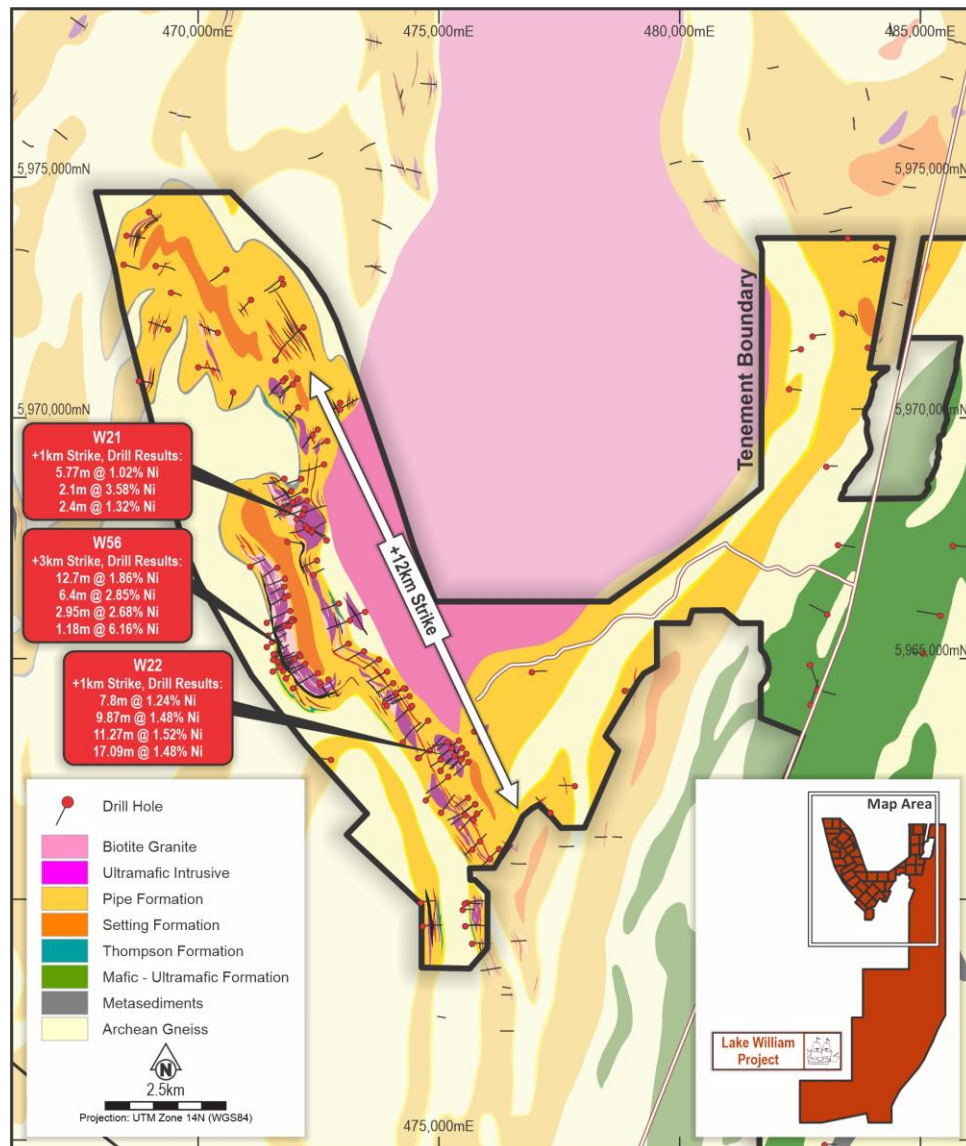 470,000mE
475,000mE
480,000mE
485,000mE
5,975,000mN
5,975,000mN
Tenement Boundary
5,970,000mN
5,970,000mN
W21
+1km Strike, Drill Results:
5.77m @ 1.02% Ni
2.1m @ 3.58% Ni
2.4m @ 1.32% Ni
W56
+3km Strike, Drill Results:
12.7m @ 1.86% Ni
6.4m @ 2.85% Ni
2.95m @ 2.68% Ni
1.18m @ 6.16% Ni
+12km Strike
5,965,000mN
W22
+1km Strike, Drill Results:
7.8m @ 1.24% Ni
9.87m @ 1.48% Ni
11.27m @ 1.52% Ni
17.09m @ 1.48% Ni
Drill Hole
Biotite Granite
Ultramafic Intrusive
Pipe Formation
Setting Formation
Thompson Formation
Mafic - Ultramafic Formation
Metasediments
Archean Gneiss
N
2.5km
Projection: UTM Zone 14N (WGS84)
475,000mE
Map Area
Lake William
Project